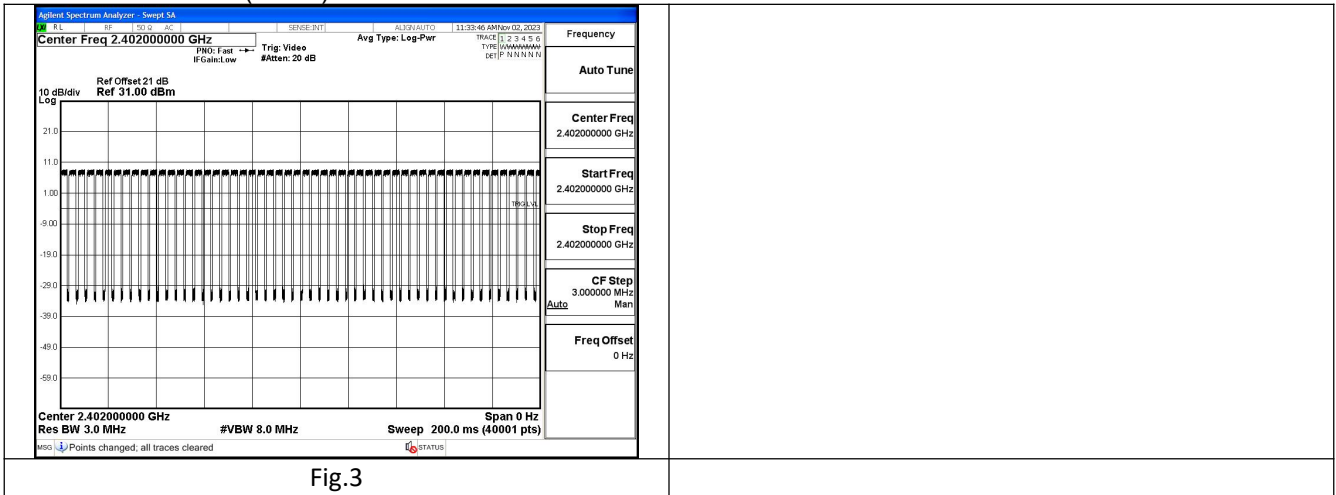 Agilent Spectrum Analyzer - Swept SA
RL RF 50 Ω AC SENSE:INT ALIGN AUTO 11:33:46 AM Nov 02, 2023
Center Freq 2.402000000 GHz
PNO: Fast
IFGain:Low
Trig: Video
#Atten: 20 dB
Avg Type: Log-Pwr
TRACE 1 2 3 4 5 6
TYPE
DET P N N N N N
Frequency
Auto Tune
Ref Offset 21 dB
10 dB/div Ref 31.00 dBm
Log
21.0
11.0
1.00
-9.00
-19.0
-29.0
-39.0
-49.0
-59.0
TRIG LVL
Center Freq
2.402000000 GHz
Start Freq
2.402000000 GHz
Stop Freq
2.402000000 GHz
CF Step
3.000000 MHz
Auto Man
Freq Offset
0 Hz
Center 2.402000000 GHz Span 0 Hz
Res BW 3.0 MHz #VBW 8.0 MHz Sweep 200.0 ms (40001 pts)
MSG Points changed; all traces cleared STATUS
Fig.3